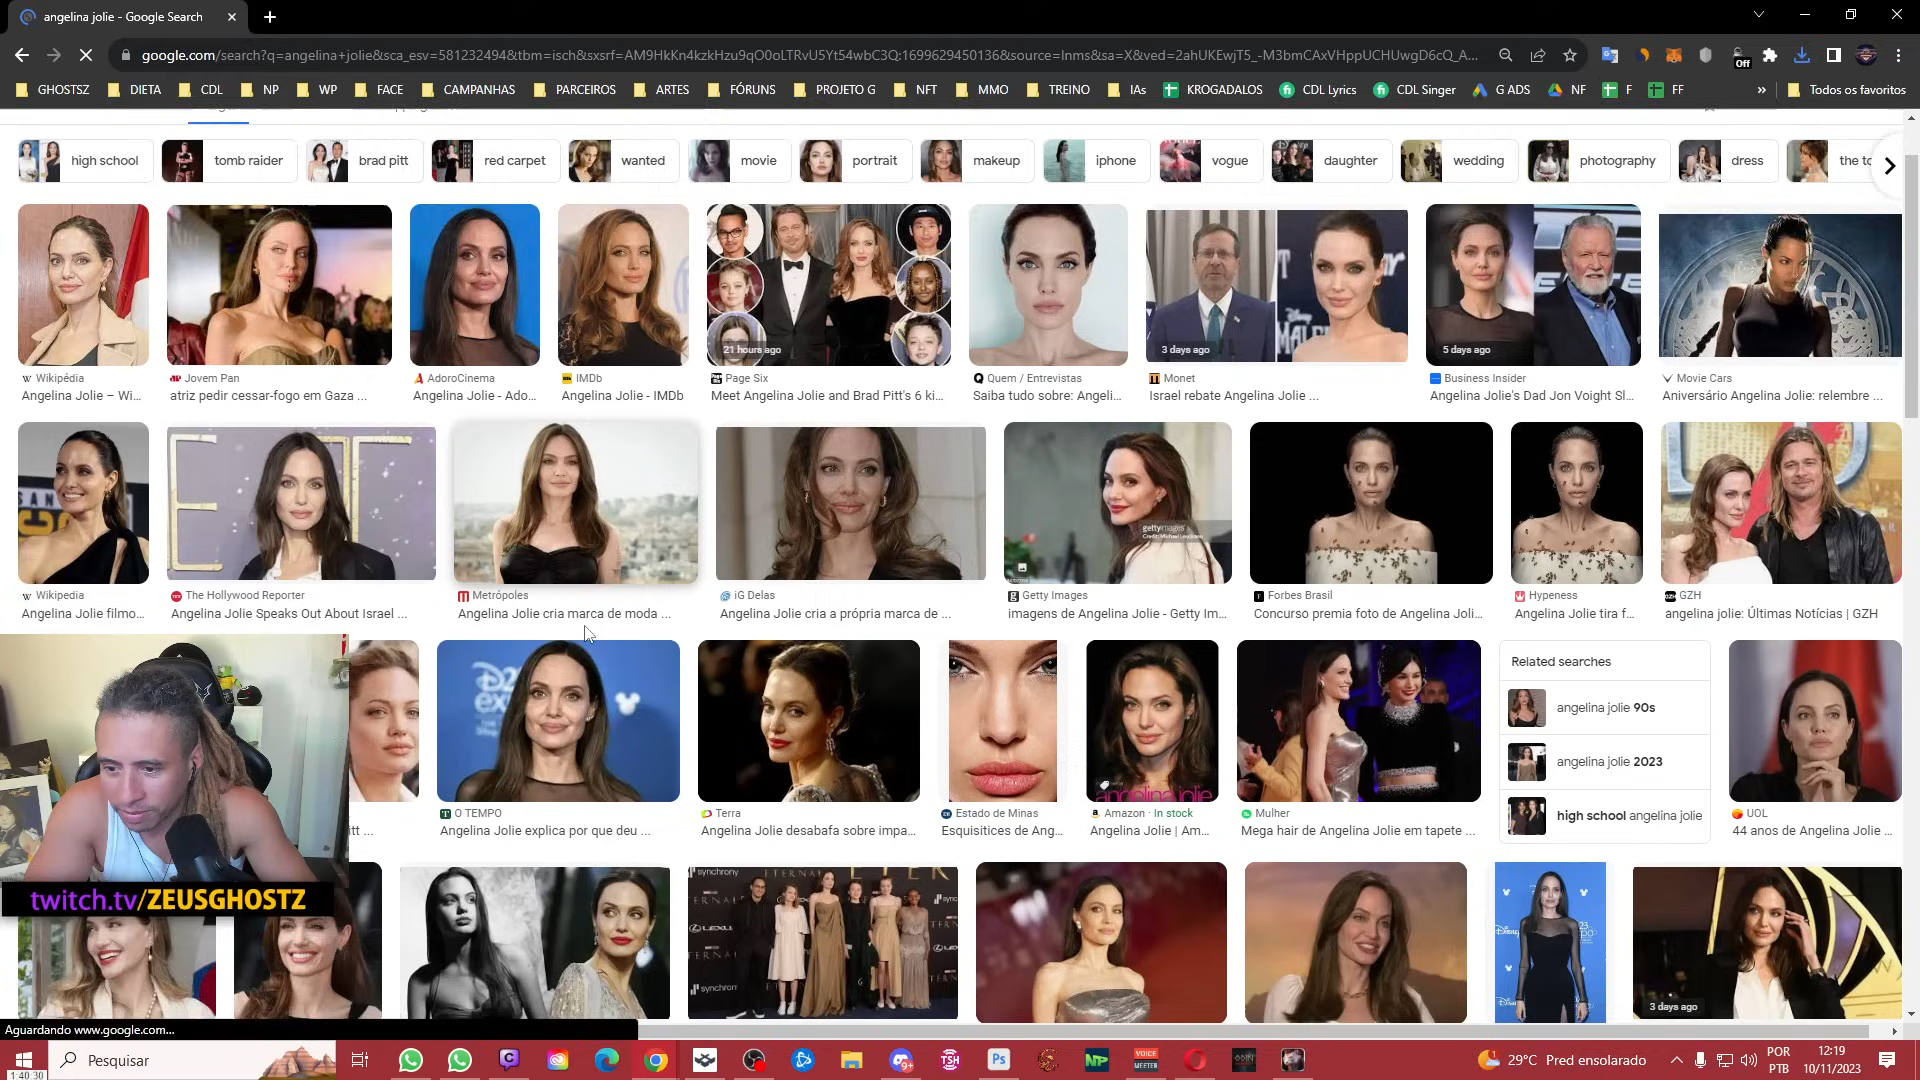 angelina jolie - Google Search
google.com/search?q=angelina+jolie&sca_esv=581232494&tbm=isch&sxsrf=AM9HkKn4kzkHzu9qO0oLTRvU5Yt54wbC3Q:1699629450136&source=lnms&sa=X&ved=2ahUKEwjT5_-M3bmCAxVHppUCHUwgD6cQ_A...
Off
GHOSTSZ DIETA CDL NP WP FACE CAMPANHAS PARCEIROS ARTES FÓRUNS PROJETO G NFT MMO TREINO IAs KROGADALOS CDL Lyrics CDL Singer G ADS NF F FF » Todos os favoritos
high school tomb raider brad pitt red carpet wanted movie portrait makeup iphone vogue daughter wedding photography dress the to
21 hours ago 3 days ago 5 days ago
Wikipédia Jovem Pan AdoroCinema IMDb Page Six Quem / Entrevistas Monet Business Insider Movie Cars
Angelina Jolie – Wi... atriz pedir cessar-fogo em Gaza ... Angelina Jolie - Ado... Angelina Jolie - IMDb Meet Angelina Jolie and Brad Pitt's 6 ki... Saiba tudo sobre: Angeli... Israel rebate Angelina Jolie ... Angelina Jolie's Dad Jon Voight Sl... Aniversário Angelina Jolie: relembre ...
gettyimages
Wikipedia The Hollywood Reporter Metrópoles iG Delas Getty Images Forbes Brasil Hypeness GZH
Angelina Jolie filmo... Angelina Jolie Speaks Out About Israel ... Angelina Jolie cria marca de moda ... Angelina Jolie cria a própria marca de ... imagens de Angelina Jolie - Getty Im... Concurso premia foto de Angelina Joli... Angelina Jolie tira f... angelina jolie: Últimas Notícias | GZH
Related searches
angelina jolie 90s
angelina jolie 2023
high school angelina jolie
angelina jolie
O TEMPO Terra Estado de Minas Amazon · In stock Mulher UOL
itt ... Angelina Jolie explica por que deu ... Angelina Jolie desabafa sobre impa... Esquisitices de Ang... Angelina Jolie | Am... Mega hair de Angelina Jolie em tapete ... 44 anos de Angelina Jolie ...
twitch.tv/ZEUSGHOSTZ
3 days ago
Aguardando www.google.com...
Pesquisar
1:40:30
29°C Pred ensolarado
POR
PTB
12:19
10/11/2023